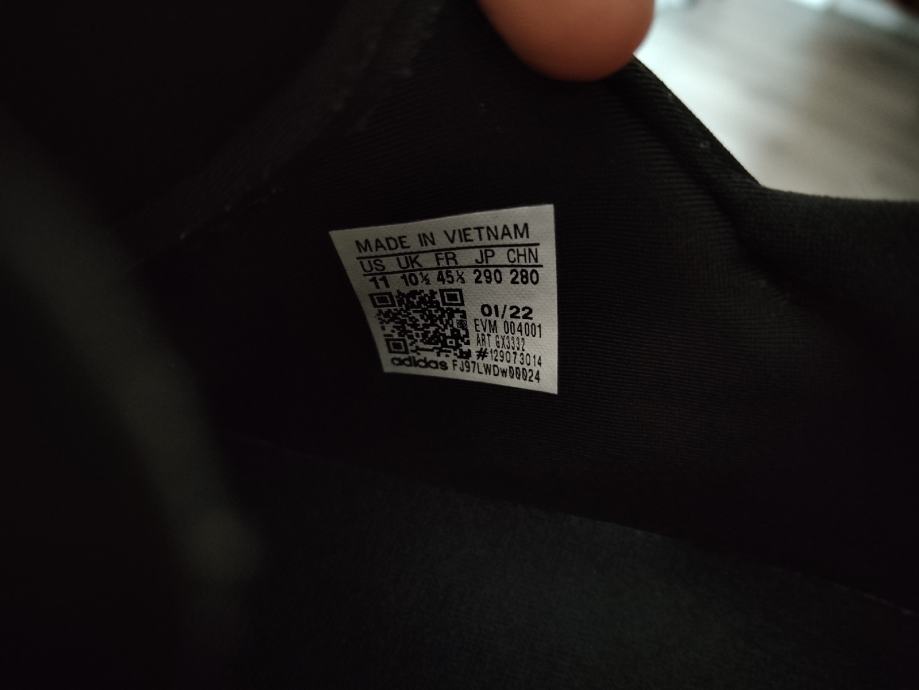 MADE IN VIETNAM
US UK FR JP CHN
11 10½ 45⅓ 290 280
01/22
EVM 004001
ART GX3332
#129073014
adidas FJ97LWDw00024